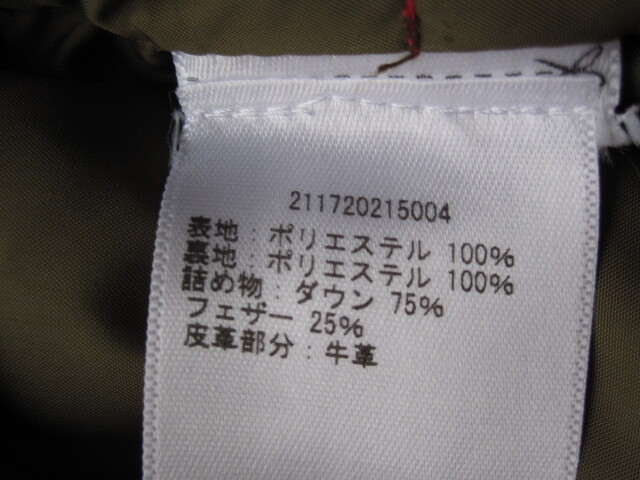 211720215004
表地：ポリエステル 100%
裏地：ポリエステル 100%
詰め物：ダウン 75%
フェザー 25%
皮革部分：牛革